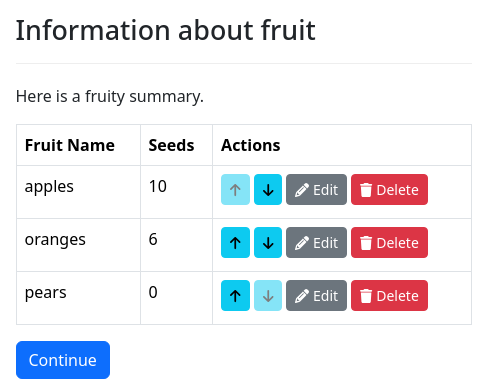 Information about fruit
Here is a fruity summary.
Fruit Name Seeds Actions
apples 10 Edit Delete
oranges 6 Edit Delete
pears 0 Edit Delete
Continue